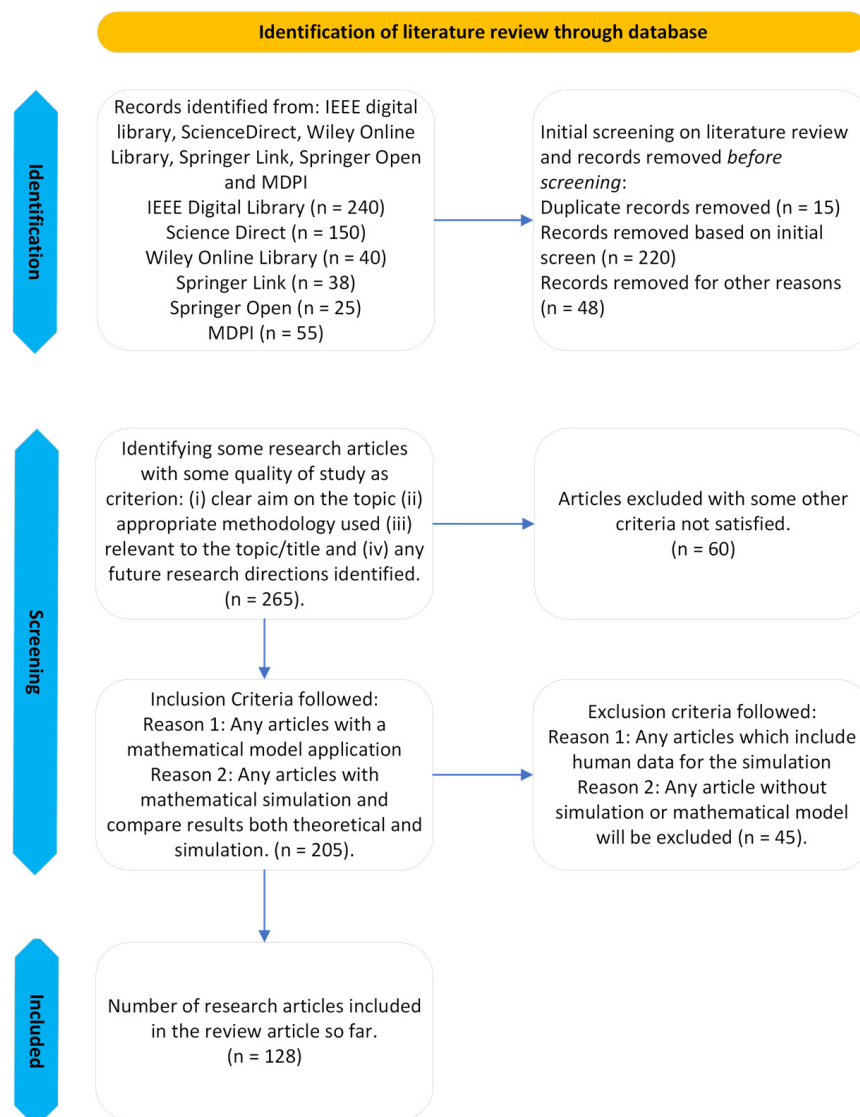 Identification of literature review through database
Identification
Records identified from: IEEE digital
library, ScienceDirect, Wiley Online
Library, Springer Link, Springer Open
and MDPI
IEEE Digital Library (n = 240)
Science Direct (n = 150)
Wiley Online Library (n = 40)
Springer Link (n = 38)
Springer Open (n = 25)
MDPI (n = 55)
Initial screening on literature review
and records removed before
screening:
Duplicate records removed (n = 15)
Records removed based on initial
screen (n = 220)
Records removed for other reasons
(n = 48)
Screening
Identifying some research articles
with some quality of study as
criterion: (i) clear aim on the topic (ii)
appropriate methodology used (iii)
relevant to the topic/title and (iv) any
future research directions identified.
(n = 265).
Articles excluded with some other
criteria not satisfied.
(n = 60)
Inclusion Criteria followed:
Reason 1: Any articles with a
mathematical model application
Reason 2: Any articles with
mathematical simulation and
compare results both theoretical and
simulation. (n = 205).
Exclusion criteria followed:
Reason 1: Any articles which include
human data for the simulation
Reason 2: Any article without
simulation or mathematical model
will be excluded (n = 45).
Included
Number of research articles included
in the review article so far.
(n = 128)